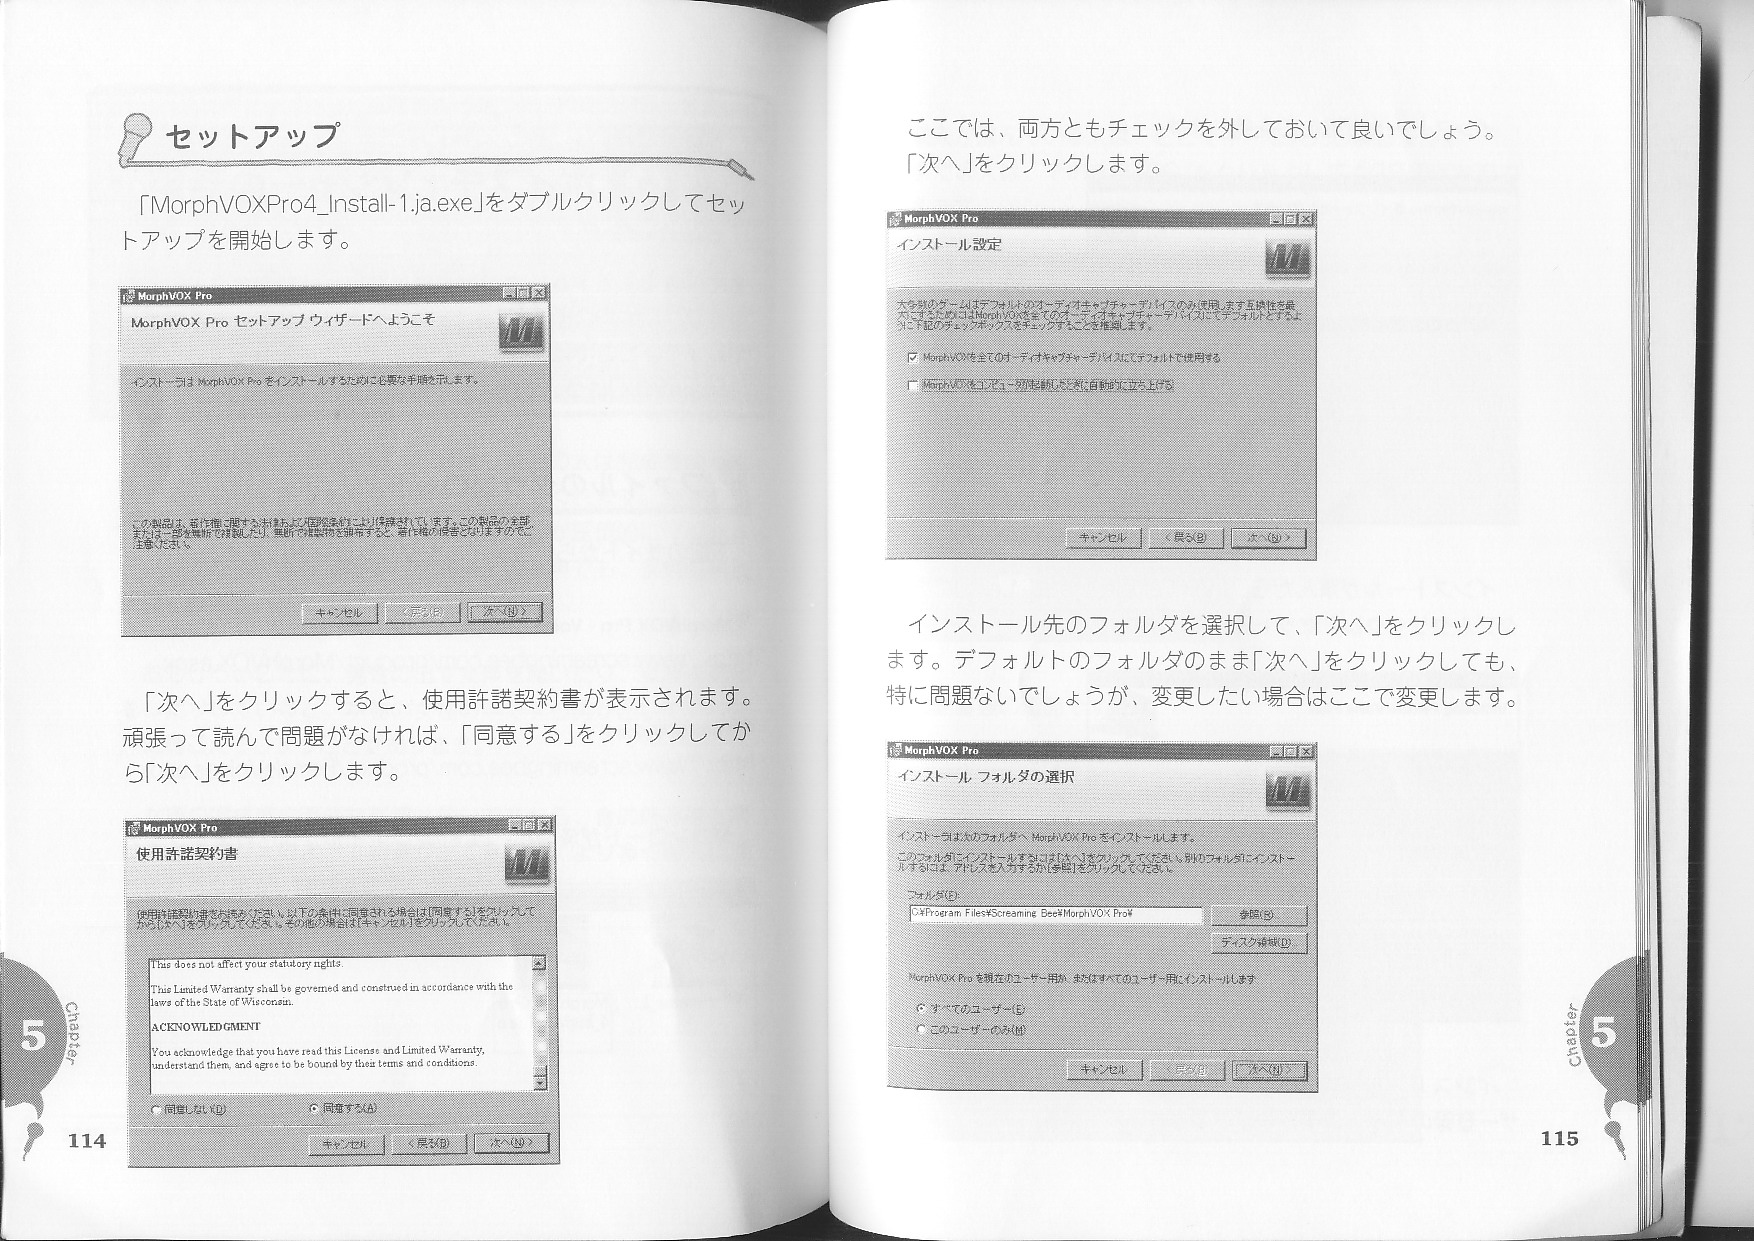 セットアップ
「MorphVOXPro4_Install-1.ja.exe」をダブルクリックしてセッ
トアップを開始します。
MorphVOX Pro
MorphVOX Pro セットアップ ウィザードへようこそ
インストーラは MorphVOX Pro をインストールするために必要な手順を示します。
この製品は、著作権に関する法律および国際条約により保護されています。この製品の全部
または一部を無断で複製したり、無断で複製物を頒布すると、著作権の侵害となりますのでご
注意ください。
キャンセル
< 戻る(B)
次へ(N) >
「次へ」をクリックすると、使用許諾契約書が表示されます。
頑張って読んで問題がなければ、「同意する」をクリックしてか
ら「次へ」をクリックします。
MorphVOX Pro
使用許諾契約書
使用許諾契約書をお読みください。以下の条件に同意される場合は[同意する]をクリックして
から[次へ]をクリックしてください。その他の場合は[キャンセル]をクリックしてください。
This does not affect your statutory rights.
This Limited Warranty shall be governed and construed in accordance with the
laws of the State of Wisconsin.
ACKNOWLEDGMENT
You acknowledge that you have read this License and Limited Warranty,
understand them, and agree to be bound by their terms and conditions.
同意しない(D)
同意する(A)
キャンセル
< 戻る(B)
次へ(N) >
Chapter
5
114
ここでは、両方ともチェックを外しておいて良いでしょう。
「次へ」をクリックします。
MorphVOX Pro
インストール設定
大多数のゲームはデフォルトのオーディオキャプチャーデバイスのみ使用します互換性を最
大にするためにはMorphVOXを全てのオーディオキャプチャーデバイスにてデフォルトとするよ
うに下記のチェックボックスをチェックすることを推奨します。
MorphVOXを全てのオーディオキャプチャーデバイスにてデフォルトで使用する
MorphVOXをコンピュータが起動したときに自動的に立ち上げる
キャンセル
< 戻る(B)
次へ(N) >
インストール先のフォルダを選択して、「次へ」をクリックし
ます。デフォルトのフォルダのまま「次へ」をクリックしても、
特に問題ないでしょうが、変更したい場合はここで変更します。
MorphVOX Pro
インストール フォルダの選択
インストーラは次のフォルダへ MorphVOX Pro をインストールします。
このフォルダにインストールするには[次へ]をクリックしてください。別のフォルダにインストー
ルするには、アドレスを入力するか[参照]をクリックしてください。
フォルダ(F):
C:¥Program Files¥Screaming Bee¥MorphVOX Pro¥
参照(R)
ディスク領域(D)
MorphVOX Pro を現在のユーザー用か、またはすべてのユーザー用にインストールします
すべてのユーザー(E)
このユーザーのみ(M)
キャンセル
< 戻る(B)
次へ(N) >
Chapter
5
115